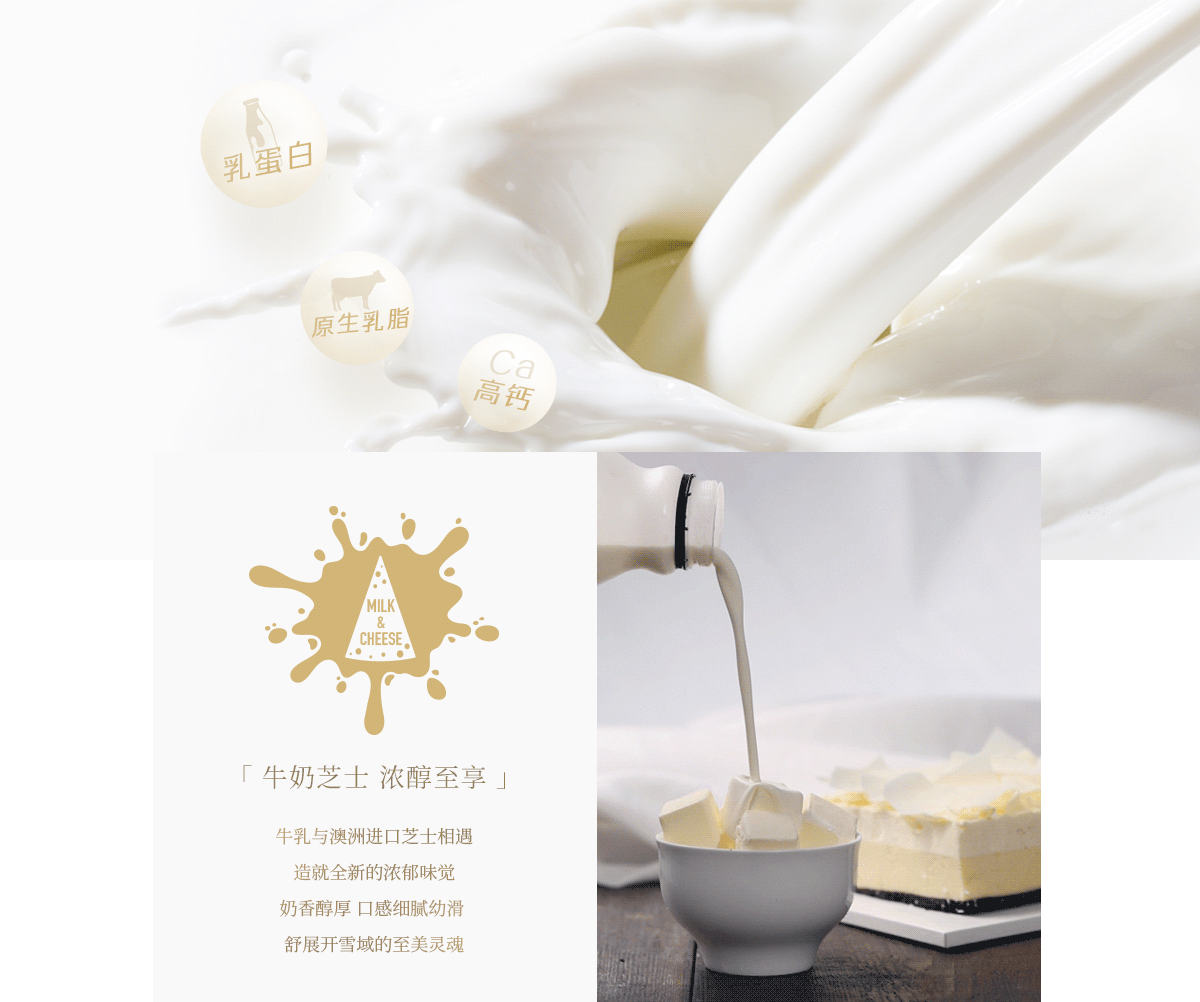 乳蛋白
原生乳脂
Ca
高钙
MILK
&
CHEESE
「 牛奶芝士 浓醇至享 」
牛乳与澳洲进口芝士相遇
造就全新的浓郁味觉
奶香醇厚 口感细腻幼滑
舒展开雪域的至美灵魂